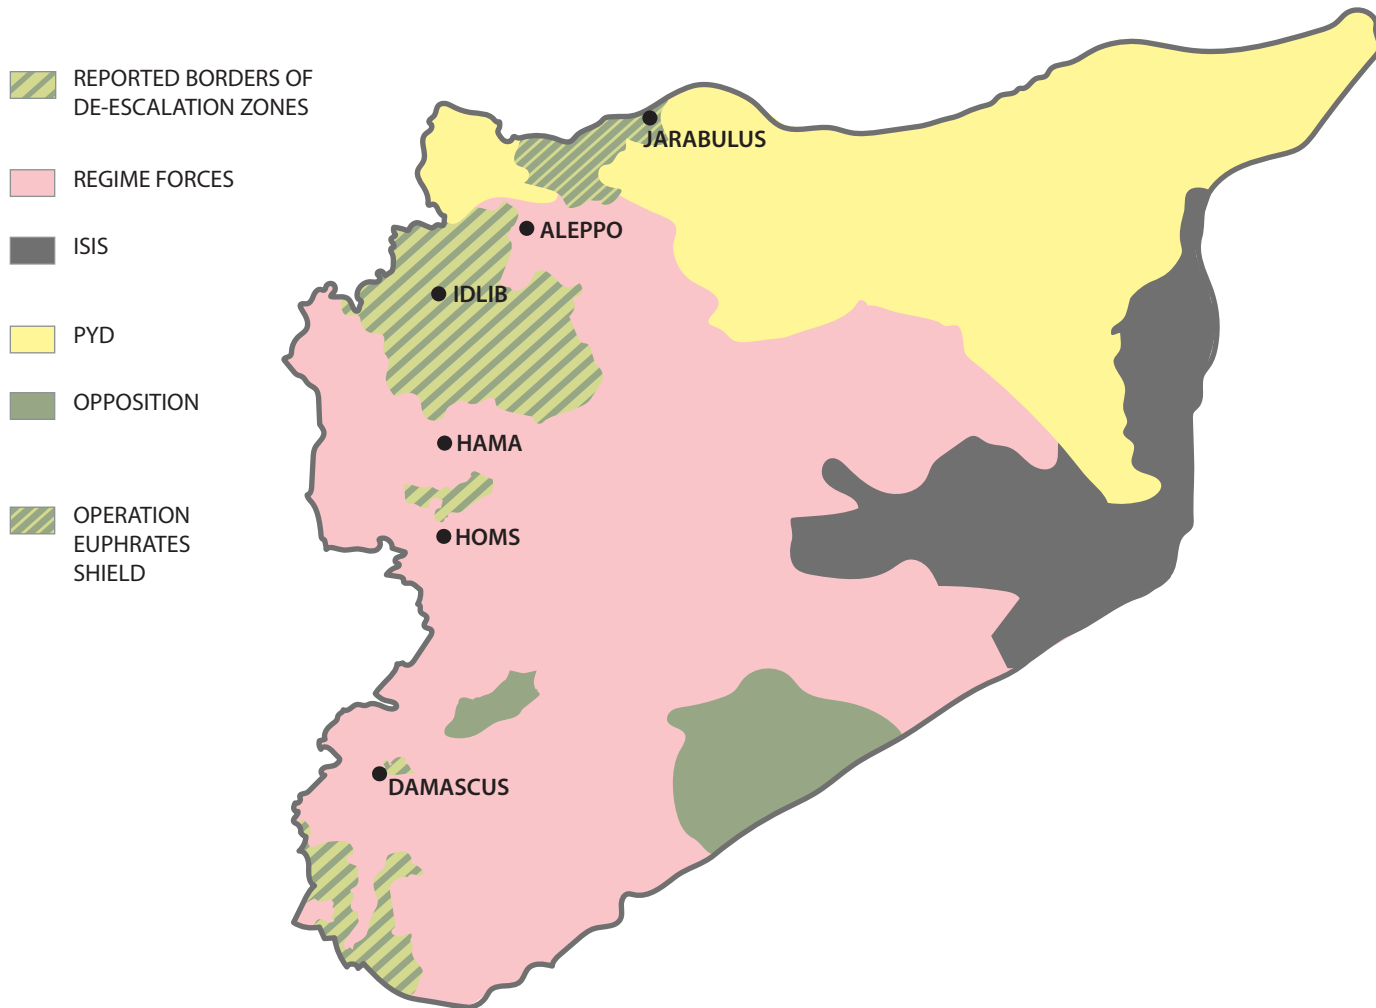 REPORTED BORDERS OF
DE-ESCALATION ZONES
REGIME FORCES
ISIS
PYD
OPPOSITION
OPERATION
EUPHRATES
SHIELD
JARABULUS
ALEPPO
IDLIB
HAMA
HOMS
DAMASCUS